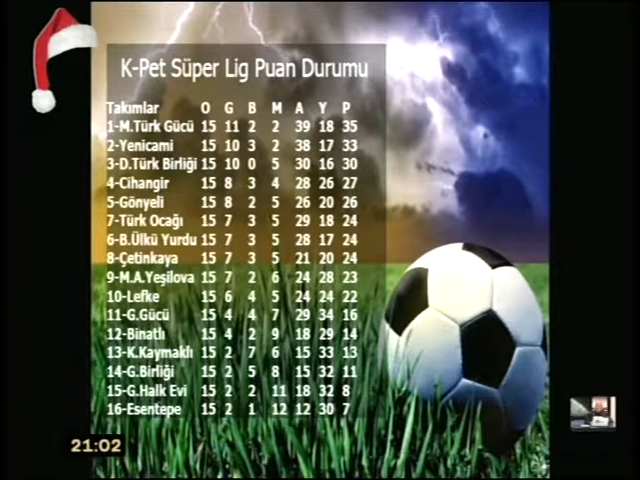 K-Pet Süper Lig Puan Durumu
Takımlar O G B M A Y P
1-M.Türk Gücü 15 11 2 2 39 18 35
2-Yenicami 15 10 3 2 38 17 33
3-D.Türk Birliği 15 10 0 5 30 16 30
4-Cihangir 15 8 3 4 28 26 27
5-Gönyeli 15 8 2 5 26 20 26
7-Türk Ocağı 15 7 3 5 29 18 24
6-B.Ülkü Yurdu 15 7 3 5 28 17 24
8-Çetinkaya 15 7 3 5 21 20 24
9-M.A.Yeşilova 15 7 2 6 24 28 23
10-Lefke 15 6 4 5 24 24 22
11-G.Gücü 15 4 4 7 29 34 16
12-Binatlı 15 4 2 9 18 29 14
13-K.Kaymaklı 15 2 7 6 15 33 13
14-G.Birliği 15 2 5 8 15 32 11
15-G.Halk Evi 15 2 2 11 18 32 8
16-Esentepe 15 2 1 12 12 30 7
21:02